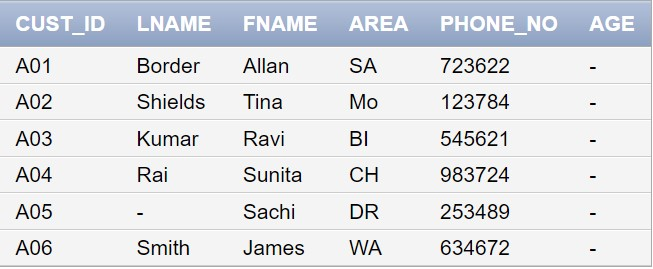 CUST_ID LNAME FNAME AREA PHONE_NO AGE
A01 Border Allan SA 723622 -
A02 Shields Tina Mo 123784 -
A03 Kumar Ravi BI 545621 -
A04 Rai Sunita CH 983724 -
A05 - Sachi DR 253489 -
A06 Smith James WA 634672 -